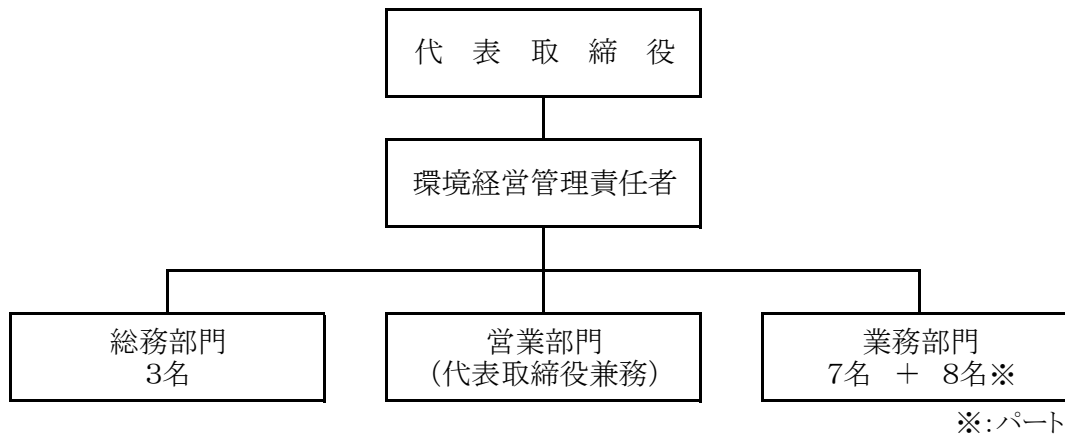 代　表　取　締　役
環境経営管理責任者
総務部門
3名
営業部門
(代表取締役兼務)
業務部門
7名　+　8名※
※:パート